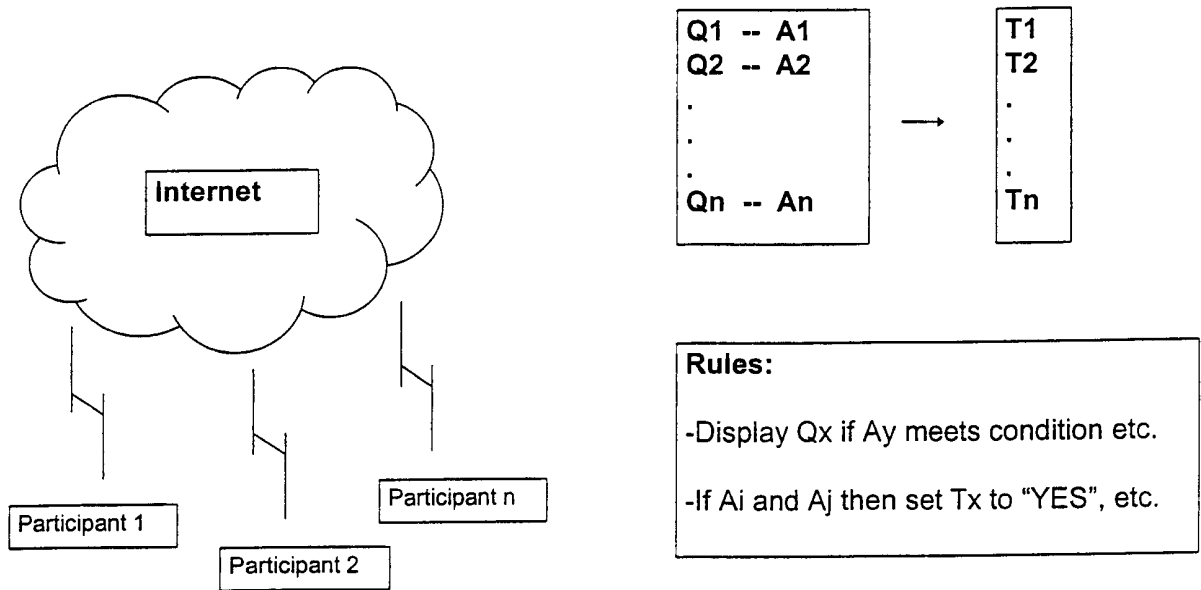 Internet
Participant 1
Participant 2
Participant n
Q1 -- A1
Q2 -- A2
.
.
.
Qn -- An
T1
T2
.
.
.
Tn
Rules:
-Display Qx if Ay meets condition etc.
-If Ai and Aj then set Tx to “YES”, etc.